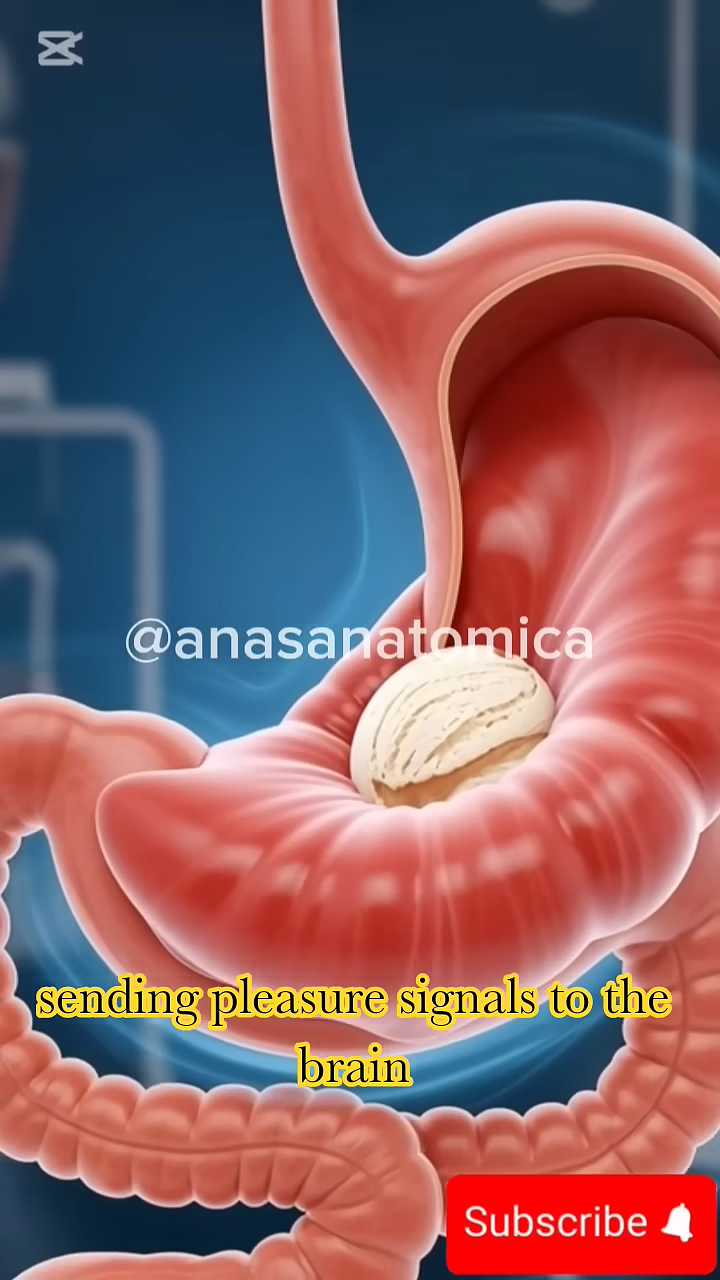 @anasanatomica
sending pleasure signals to the
brain
Subscribe